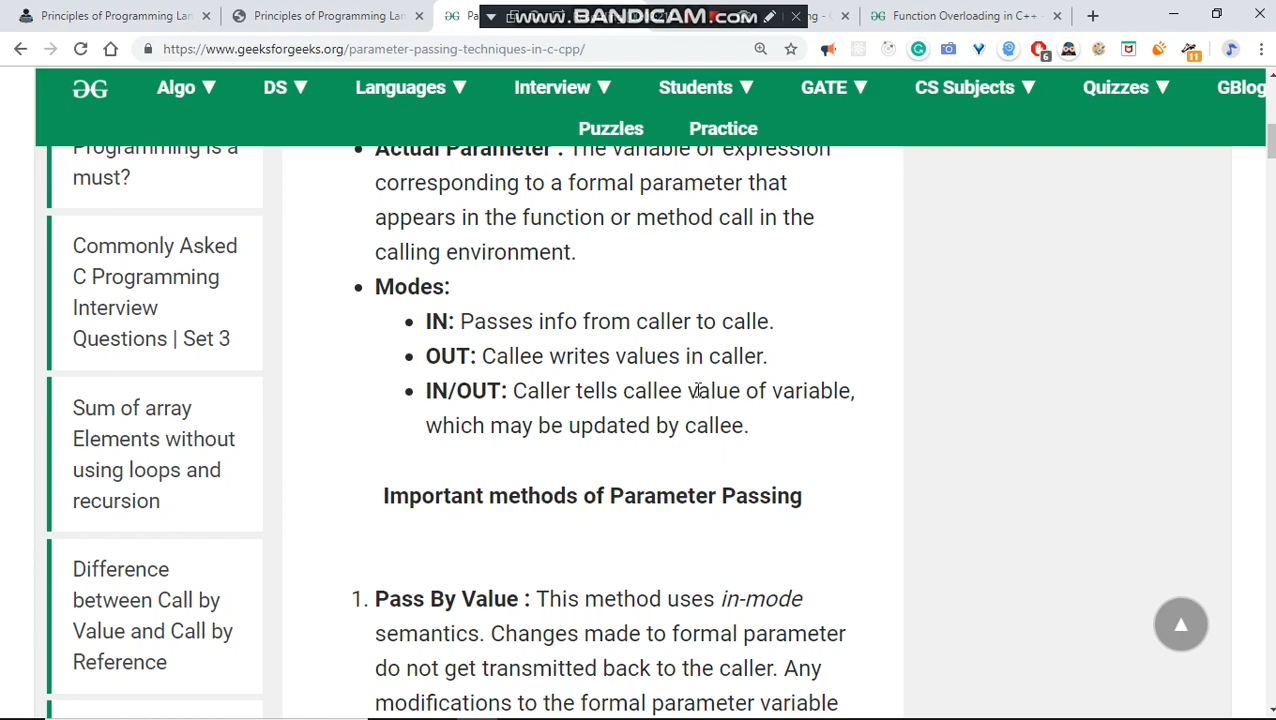 Principles of Programming Lan
Principles of Programming Lan
Pa
www.BANDICAM.com
ng -
Function Overloading in C++ -
https://www.geeksforgeeks.org/parameter-passing-techniques-in-c-cpp/
6
11
Algo ▼
DS ▼
Languages ▼
Interview ▼
Students ▼
GATE ▼
CS Subjects ▼
Quizzes ▼
GBlog
Puzzles
Practice
Programming is a
must?
Commonly Asked
C Programming
Interview
Questions | Set 3
Sum of array
Elements without
using loops and
recursion
Difference
between Call by
Value and Call by
Reference
Actual Parameter : The variable or expression
corresponding to a formal parameter that
appears in the function or method call in the
calling environment.
Modes:
IN: Passes info from caller to calle.
OUT: Callee writes values in caller.
IN/OUT: Caller tells callee value of variable,
which may be updated by callee.
Important methods of Parameter Passing
1. Pass By Value : This method uses in-mode
semantics. Changes made to formal parameter
do not get transmitted back to the caller. Any
modifications to the formal parameter variable